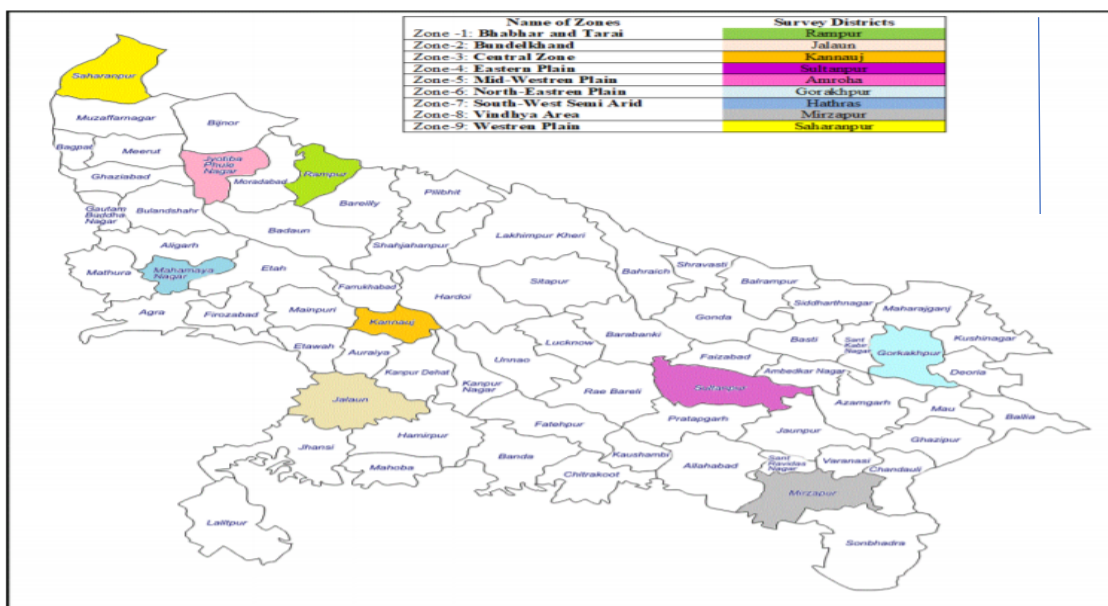 Name of Zones Survey Districts
Zone -1: Bhabhar and Tarai Rampur
Zone-2: Bundelkhand Jalaun
Zone-3: Central Zone Kannauj
Zone-4: Eastern Plain Sultanpur
Zone-5: Mid-Westren Plain Amroha
Zone-6: North-Eastren Plain Gorakhpur
Zone-7: South-West Semi Arid Hathras
Zone-8: Vindhya Area Mirzapur
Zone-9: Westren Plain Saharanpur
Saharanpur
Muzaffarnagar
Bijnor
Bagpat
Meerut
Jyotiba
Phule
Nagar
Moradabad
Rampur
Ghaziabad
Bareilly
Pilibhit
Gautam
Buddha
Nagar
Bulandshahr
Badaun
Shahjahanpur
Lakhimpur Kheri
Aligarh
Mathura
Mahamaya
Nagar
Etah
Farrukhabad
Hardoi
Sitapur
Bahraich
Shravasti
Balrampur
Siddharthnagar
Maharajganj
Agra
Firozabad
Mainpuri
Kannauj
Gonda
Barabanki
Lucknow
Basti
Sant
Kabir
Nagar
Gorkakhpur
Kushinagar
Etawah
Auraiya
Unnao
Faizabad
Ambedkar Nagar
Deoria
Kanpur Dehat
Kanpur
Nagar
Rae Bareli
Sultanpur
Azamgarh
Mau
Ballia
Jalaun
Pratapgarh
Jaunpur
Ghazipur
Jhansi
Hamirpur
Fatehpur
Mahoba
Banda
Kaushambi
Chitrakoot
Allahabad
Sant
Ravidas
Nagar
Varanasi
Chandauli
Mirzapur
Lalitpur
Sonbhadra